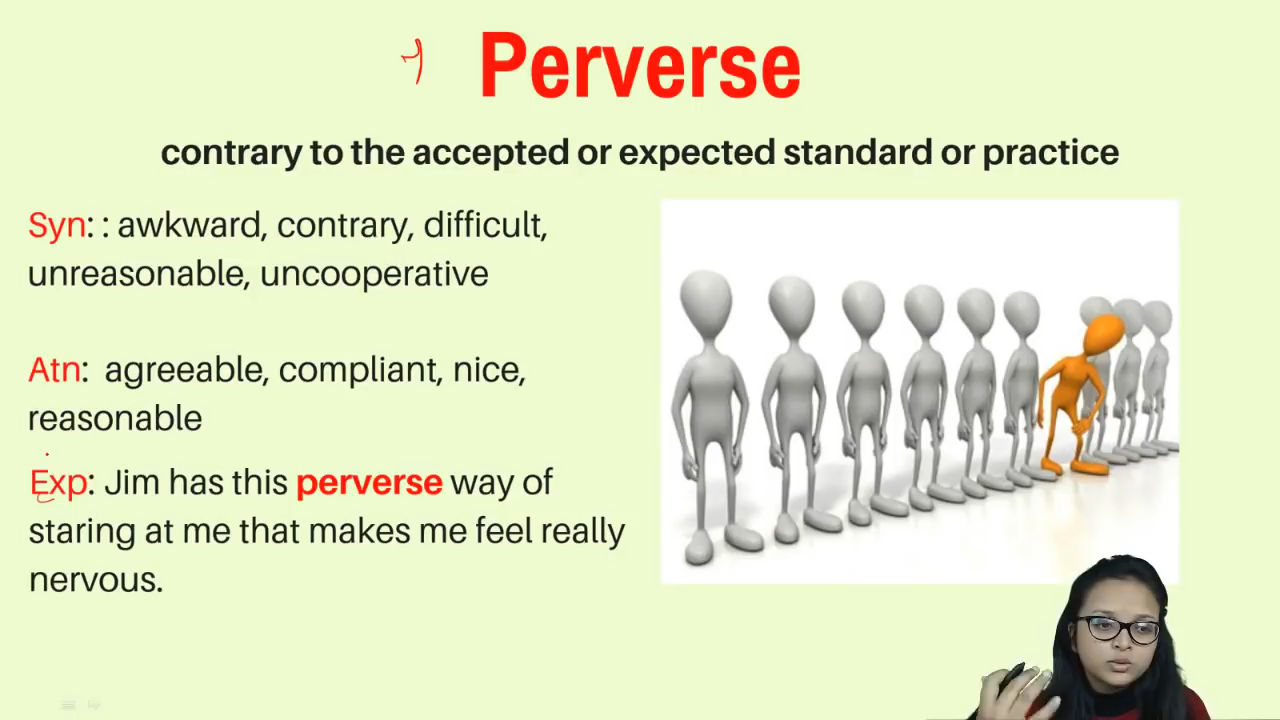 Perverse
contrary to the accepted or expected standard or practice
Syn: : awkward, contrary, difficult,
unreasonable, uncooperative
Atn: agreeable, compliant, nice,
reasonable
Exp: Jim has this perverse way of
staring at me that makes me feel really
nervous.